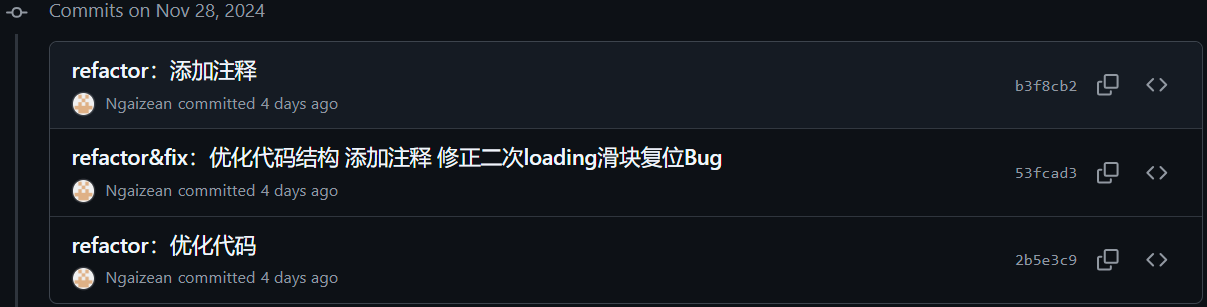 Commits on Nov 28, 2024
refactor：添加注释
Ngaizean committed 4 days ago
b3f8cb2
refactor&fix：优化代码结构 添加注释 修正二次loading滑块复位Bug
Ngaizean committed 4 days ago
53fcad3
refactor：优化代码
Ngaizean committed 4 days ago
2b5e3c9